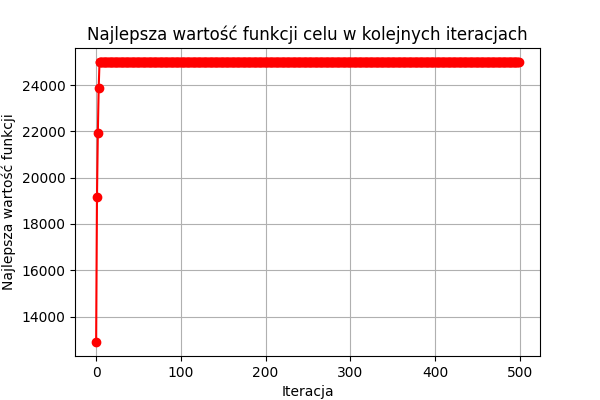 Najlepsza wartość funkcji celu w kolejnych iteracjach
Najlepsza wartość funkcji
24000
22000
20000
18000
16000
14000
0 100 200 300 400 500
Iteracja